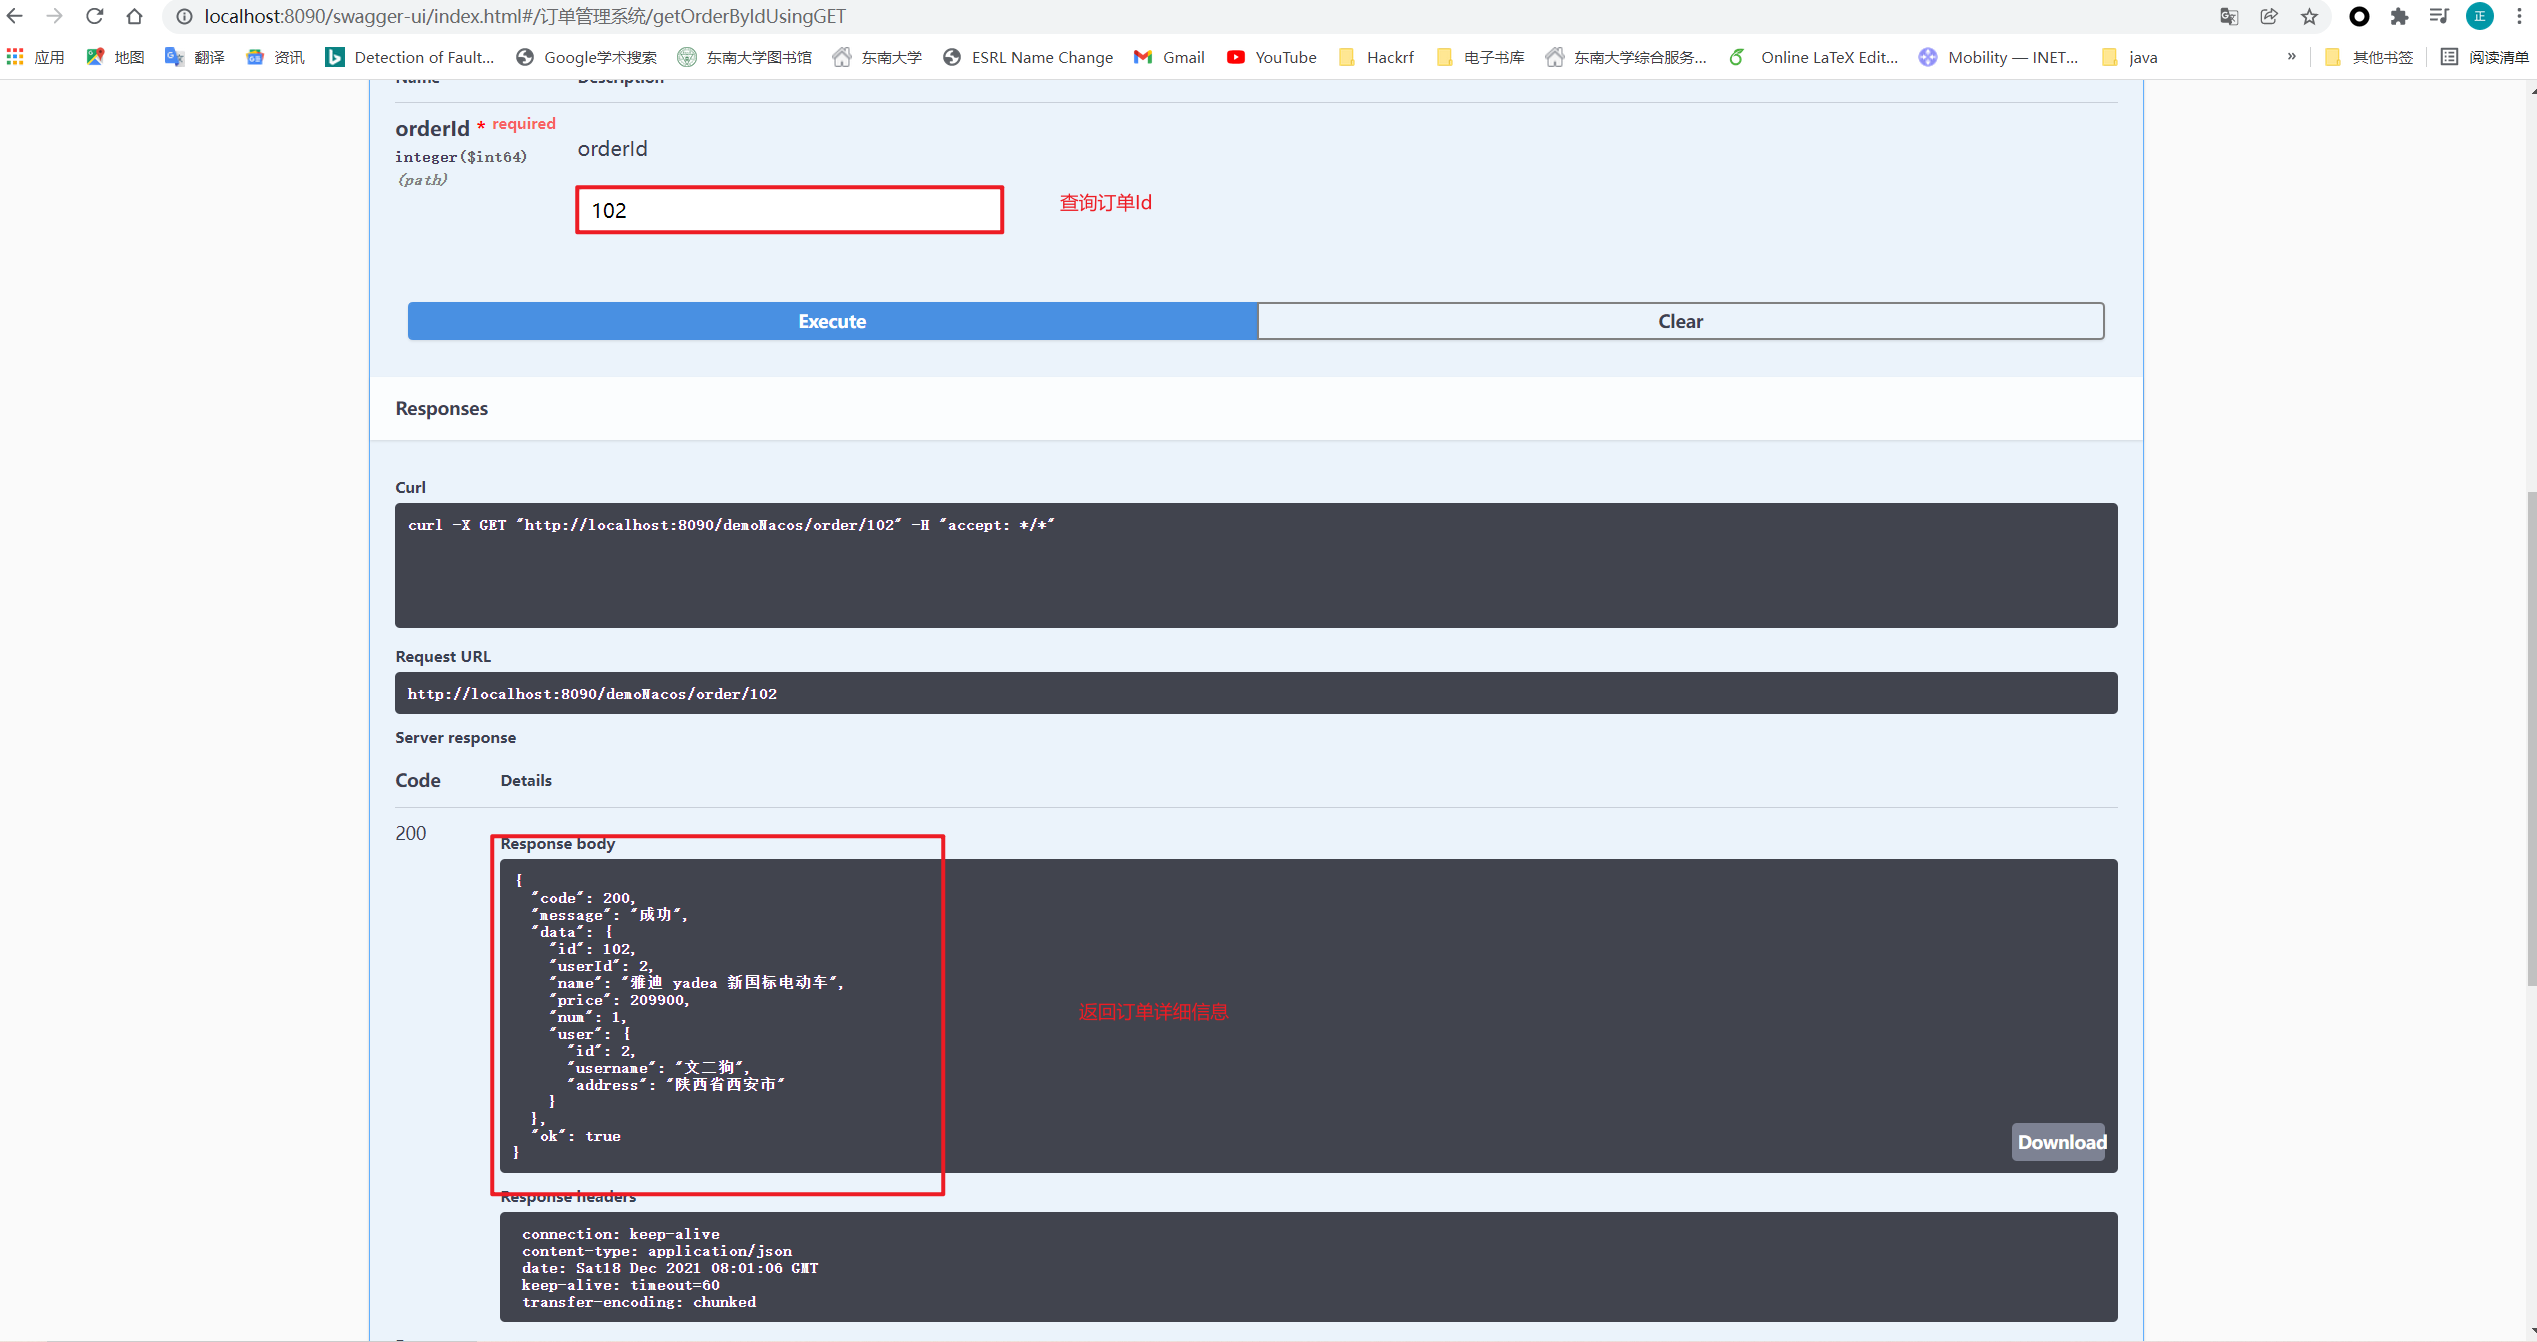 localhost:8090/swagger-ui/index.html#/订单管理系统/getOrderByIdUsingGET
正
应用 地图 翻译 资讯 Detection of Fault... Google学术搜索 东南大学图书馆 东南大学 ESRL Name Change Gmail YouTube Hackrf 电子书库 东南大学综合服务... Online LaTeX Edit... Mobility — INET... java » 其他书签 阅读清单
Name Description
orderId * required
integer($int64)
(path)
orderId
102
查询订单Id
Execute Clear
Responses
Curl
curl -X GET "http://localhost:8090/demoNacos/order/102" -H "accept: */*"
Request URL
http://localhost:8090/demoNacos/order/102
Server response
Code Details
200
Response body
{
"code": 200,
"message": "成功",
"data": {
"id": 102,
"userId": 2,
"name": "雅迪 yadea 新国标电动车",
"price": 209900,
"num": 1,
"user": {
"id": 2,
"username": "文二狗",
"address": "陕西省西安市"
}
},
"ok": true
}
返回订单详细信息
Download
Response headers
connection: keep-alive
content-type: application/json
date: Sat18 Dec 2021 08:01:06 GMT
keep-alive: timeout=60
transfer-encoding: chunked